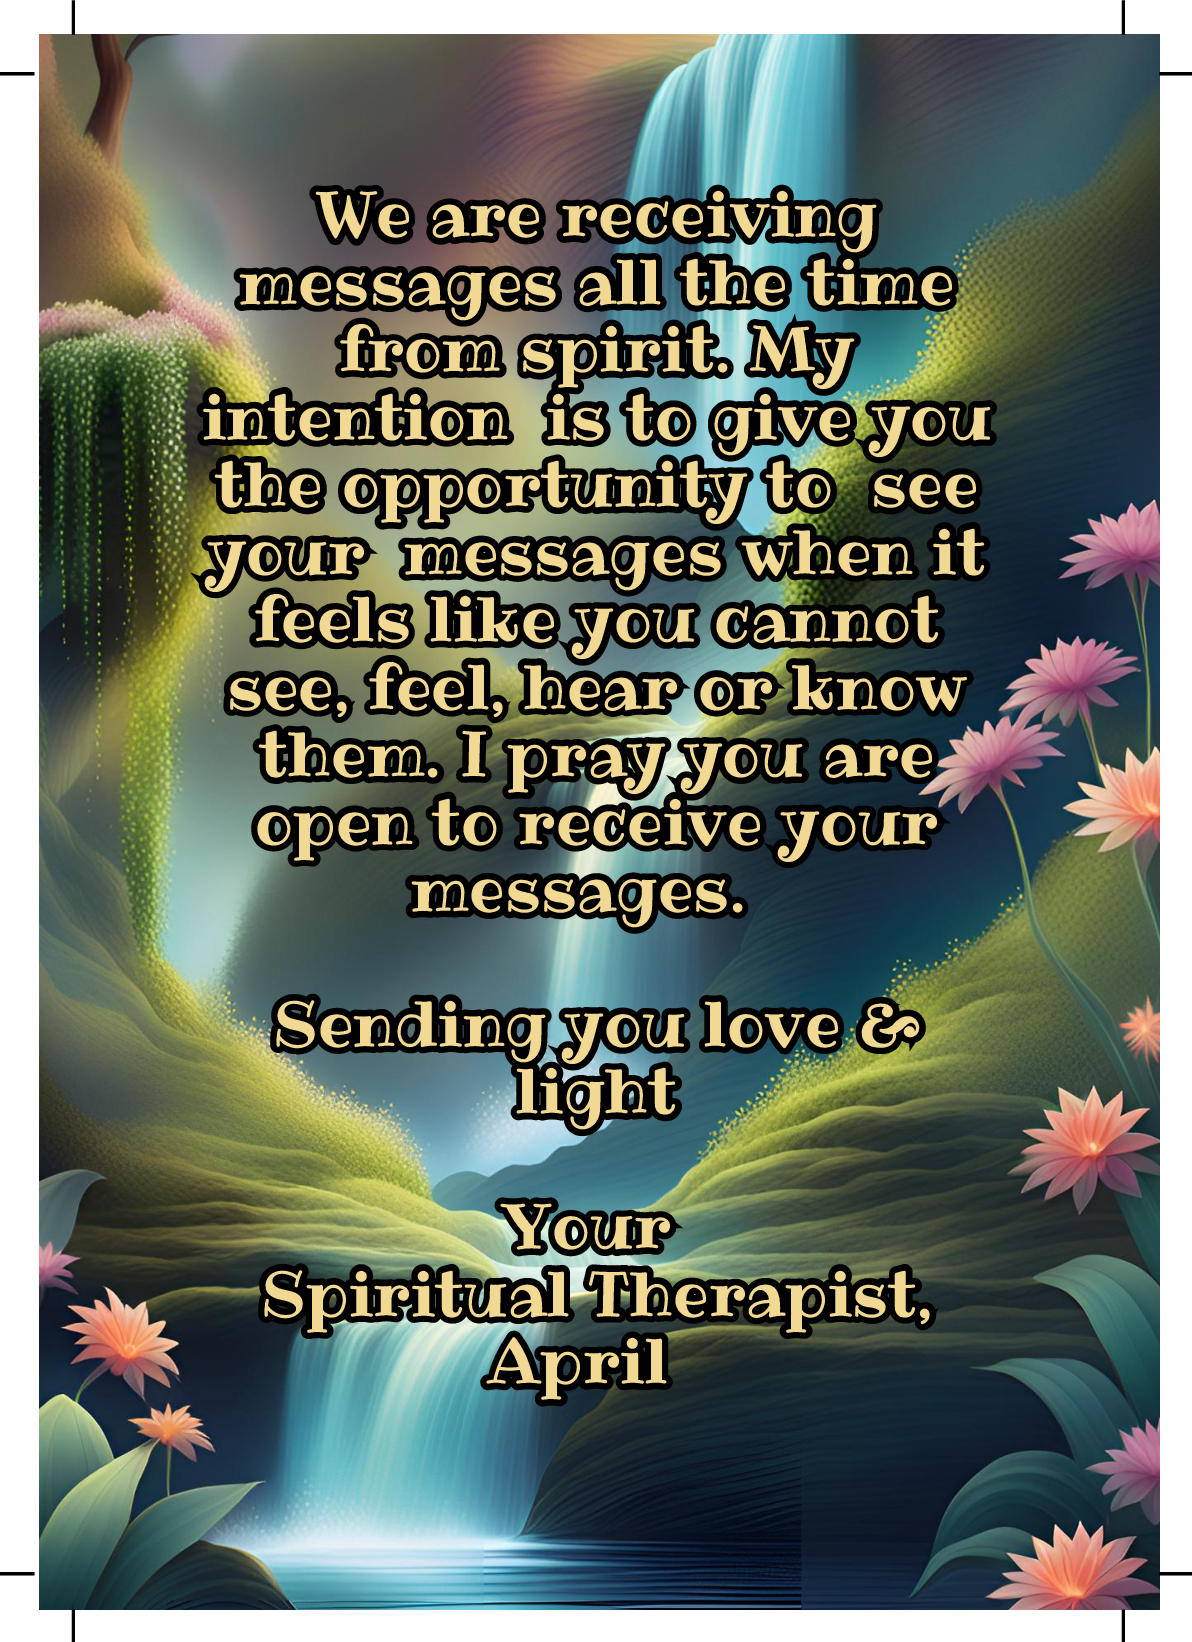 We are receiving
messages all the time
from spirit. My
intention  is to give you
the opportunity to  see
your  messages when it
feels like you cannot
see, feel, hear or know
them. I pray you are
open to receive your
messages.
Sending you love &
light
Your
Spiritual Therapist,
April